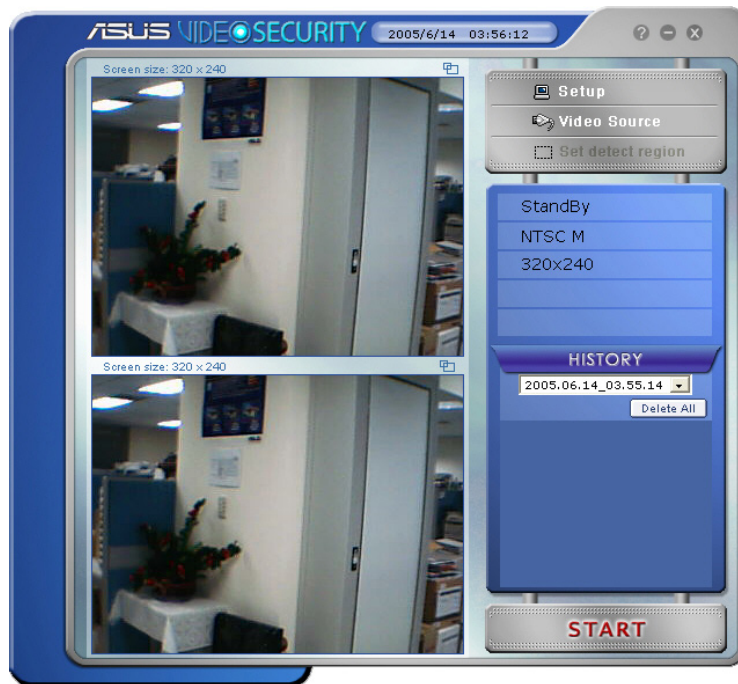 ASUS VIDEOSECURITY 2005/6/14 03:56:12
Screen size: 320 x 240
Setup
Video Source
Set detect region
StandBy
NTSC M
320x240
Screen size: 320 x 240
HISTORY
2005.06.14_03.55.14
Delete All
START